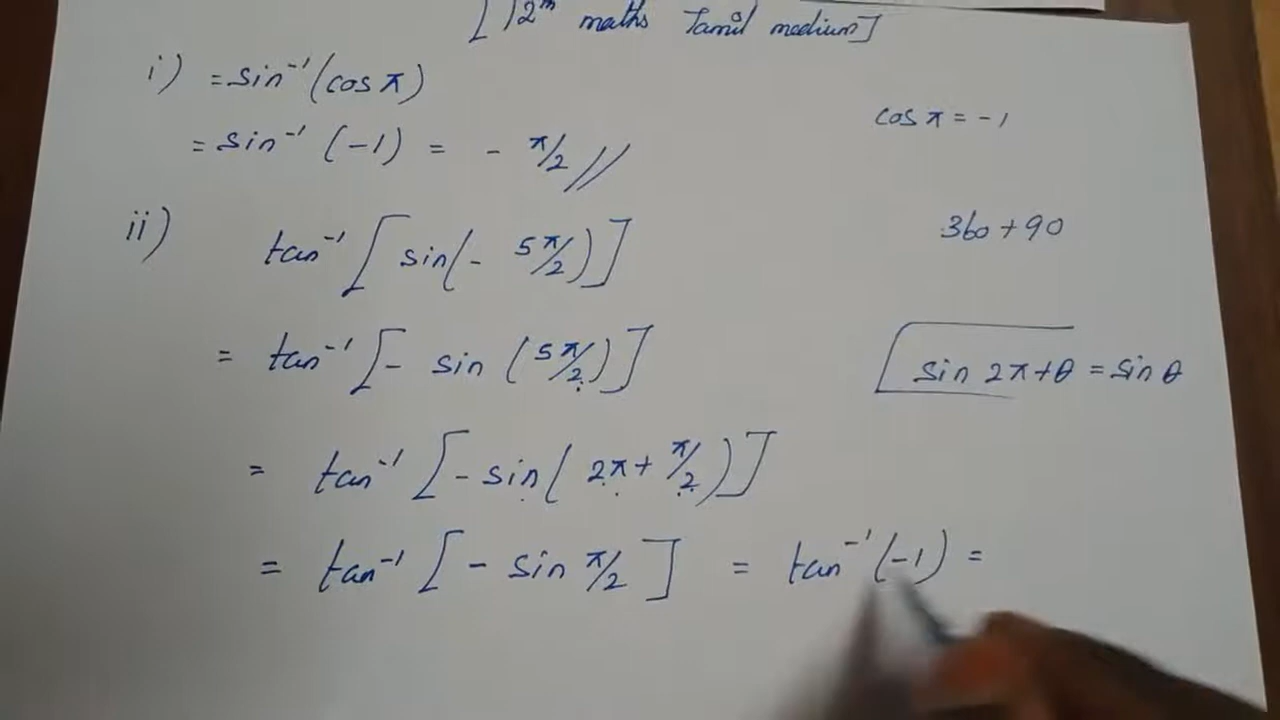 [12th maths Tamil medium]
i) = sin⁻¹(cos π)
cos π = -1
= sin⁻¹ (-1) = - π/2 //
ii) tan⁻¹ [ sin(- 5π/2)]
360 + 90
= tan⁻¹ [- sin (5π/2)]
sin 2π+θ = sin θ
= tan⁻¹ [- sin( 2π + π/2)]
= tan⁻¹ [- sin π/2 ] = tan⁻¹(-1) =